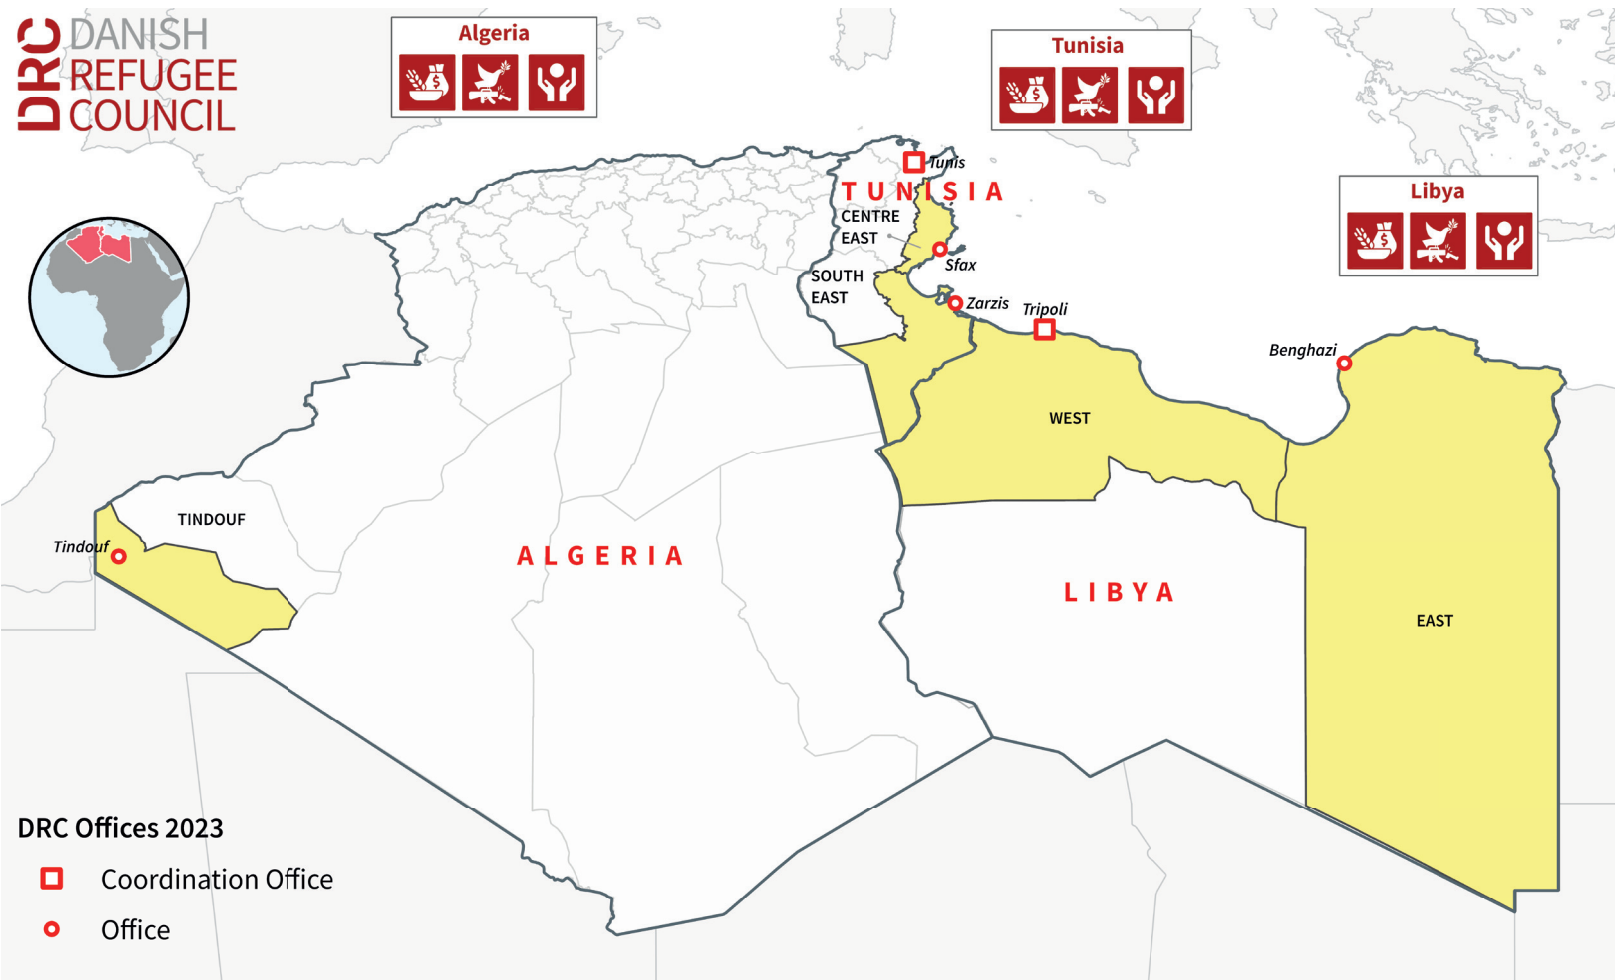 DRC DANISH
REFUGEE
COUNCIL
Algeria
$
Tunisia
$
Libya
$
Tunis
TUNISIA
CENTRE
EAST
Sfax
SOUTH
EAST
Zarzis
Tripoli
Benghazi
WEST
TINDOUF
Tindouf
ALGERIA
LIBYA
EAST
DRC Offices 2023
Coordination Office
Office